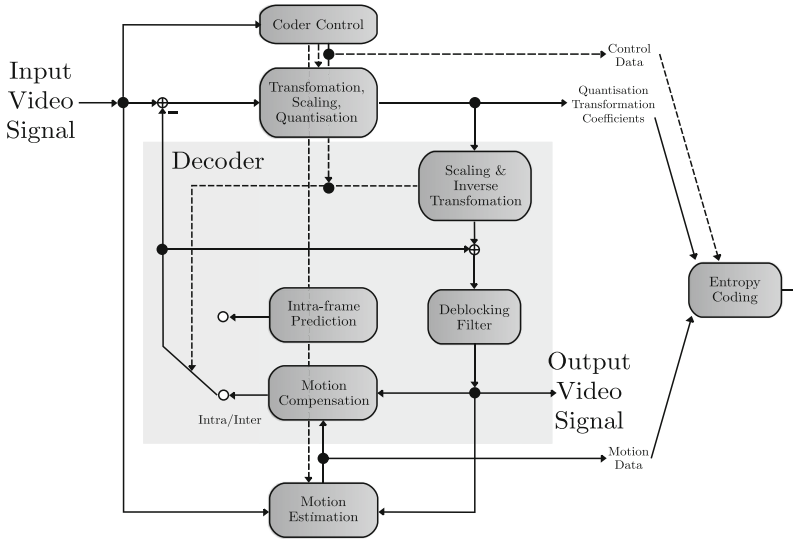 Coder Control
Control
Data
Input
Video
Signal
Transfomation,
Scaling,
Quantisation
Quantisation
Transformation
Coefficients
Decoder
Scaling &
Inverse
Transfomation
Entropy
Coding
Intra-frame
Prediction
Deblocking
Filter
Output
Video
Signal
Motion
Compensation
Intra/Inter
Motion
Data
Motion
Estimation